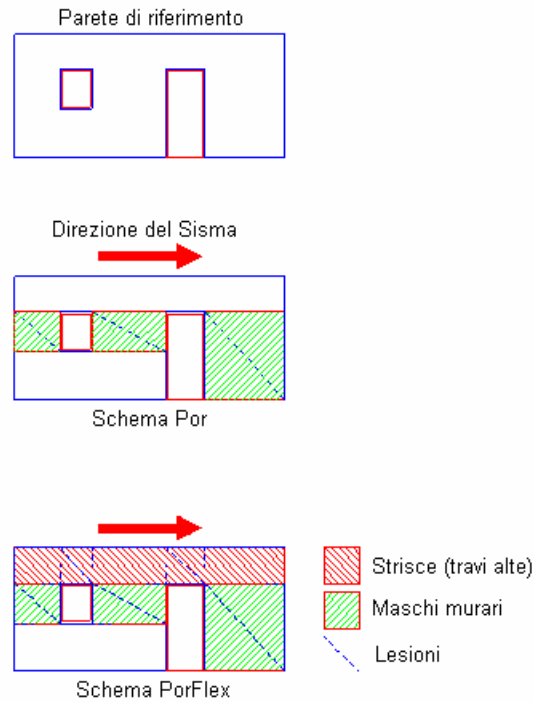 Parete di riferimento
Direzione del Sisma
Schema Por
Strisce (travi alte)
Maschi murari
Lesioni
Schema PorFlex